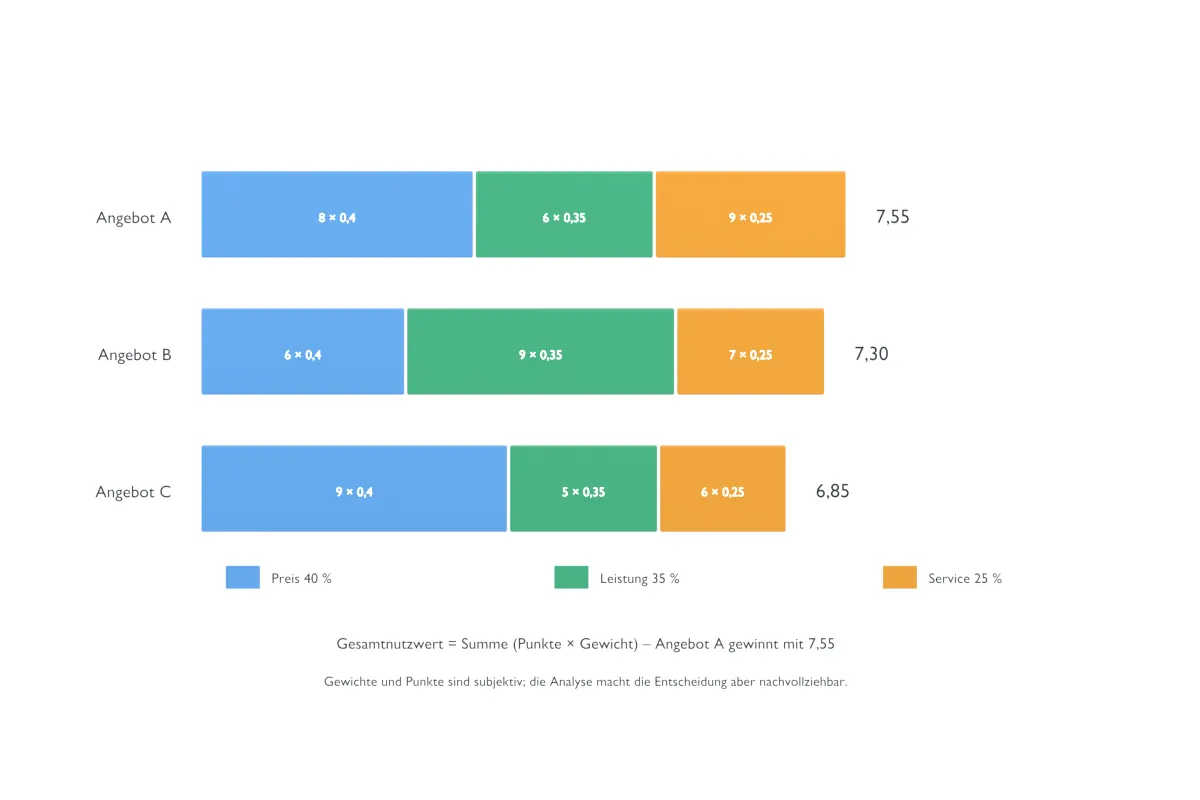 Angebot A 8 × 0,4 6 × 0,35 9 × 0,25 7,55
Angebot B 6 × 0,4 9 × 0,35 7 × 0,25 7,30
Angebot C 9 × 0,4 5 × 0,35 6 × 0,25 6,85
Preis 40 % Leistung 35 % Service 25 %
Gesamtnutzwert = Summe (Punkte × Gewicht) – Angebot A gewinnt mit 7,55
Gewichte und Punkte sind subjektiv; die Analyse macht die Entscheidung aber nachvollziehbar.